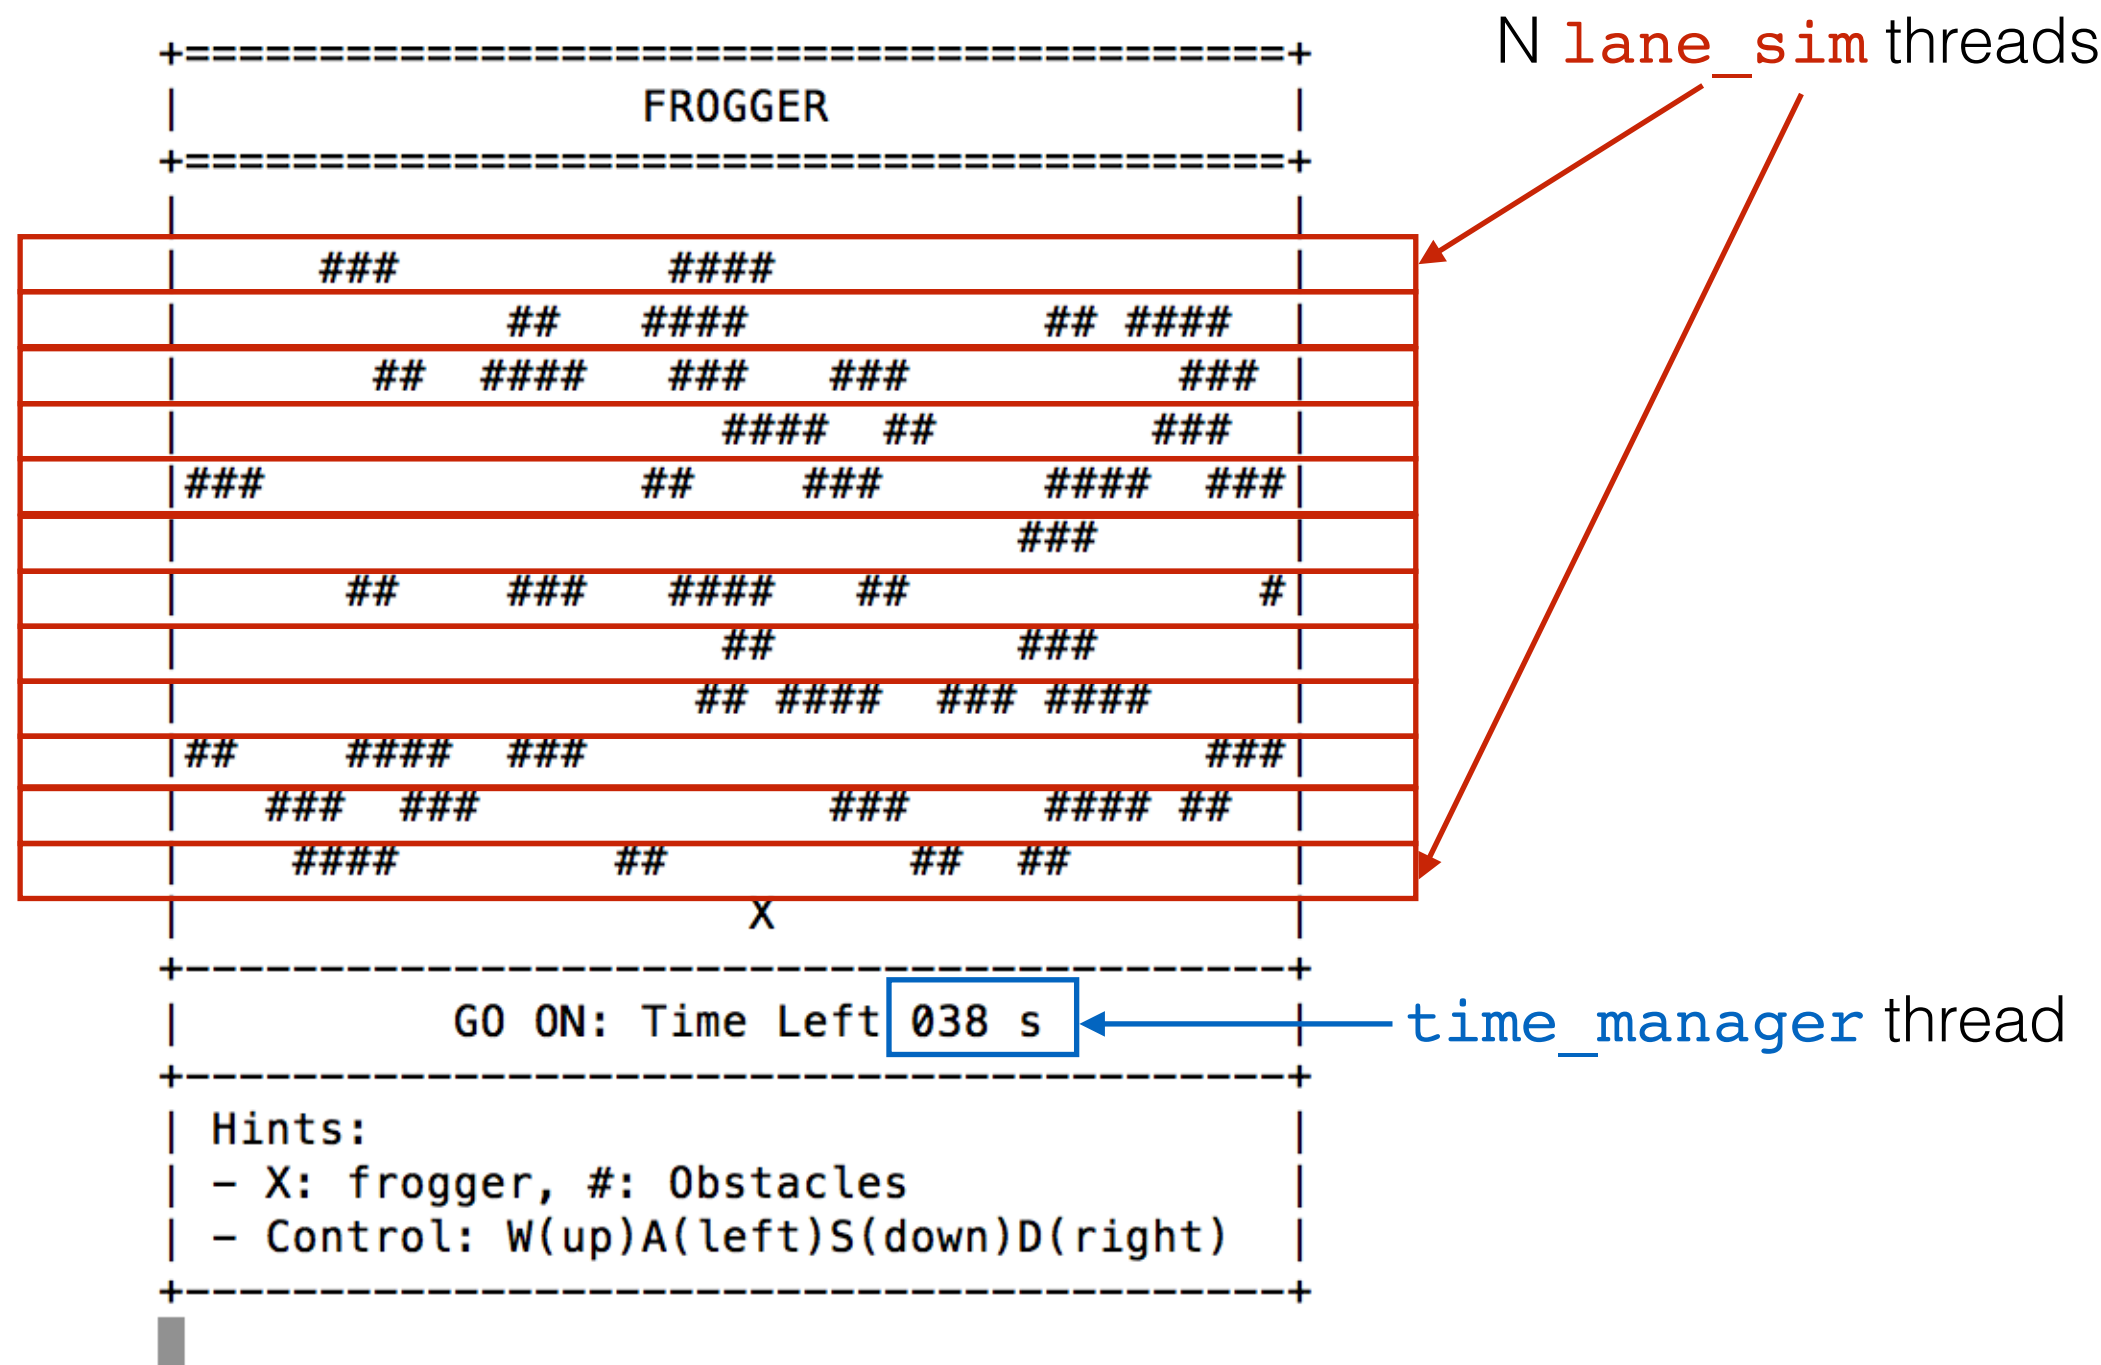 N lane_sim threads
+=========================================+
|                 FROGGER                 |
+=========================================+
|                                         |
|     ###          ####                   |
|            ##   ####           ## ####  |
|       ##  ####   ###   ###          ### |
|                    ####  ##        ###  |
|###              ##    ###      ####  ###|
|                               ###       |
|      ##    ###   ####   ##             #|
|                    ##         ###       |
|                   ## ####  ### ####     |
|##    ####  ###                       ###|
|   ###  ###             ###     #### ##  |
|    ####        ##         ##  ##        |
|                     X                   |
+-----------------------------------------+
|          GO ON: Time Left 038 s         |
time_manager thread
+-----------------------------------------+
| Hints:                                  |
| - X: frogger, #: Obstacles              |
| - Control: W(up)A(left)S(down)D(right)  |
+-----------------------------------------+